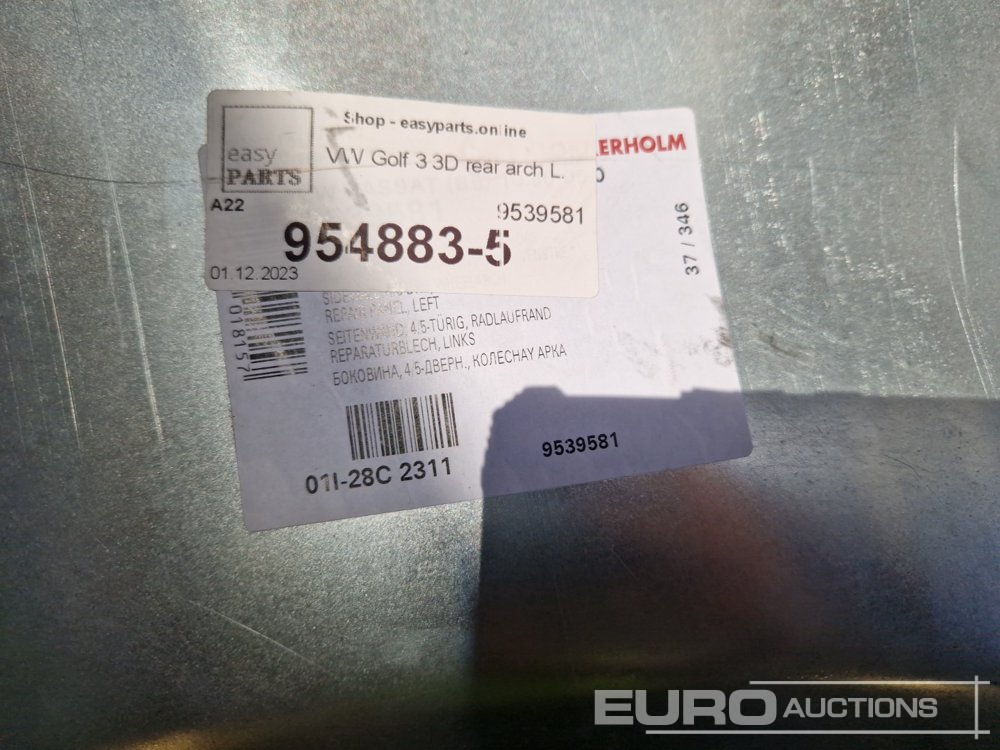 Shop - easyparts.online
easy
PARTS
VW Golf 3 3D rear arch L.
A22
9539581
954883-5
01.12.2023
ERHOLM
37 / 346
08157
REPAIR PANEL, LEFT
SEITENWAND, 4/5-TÜRIG, RADLAUFRAND
REPARATURBLECH, LINKS
БОКОВИНА, 4/5-ДВЕРН., КОЛЕСНАУ АРКА
01I-28C 2311
9539581
EURO AUCTIONS